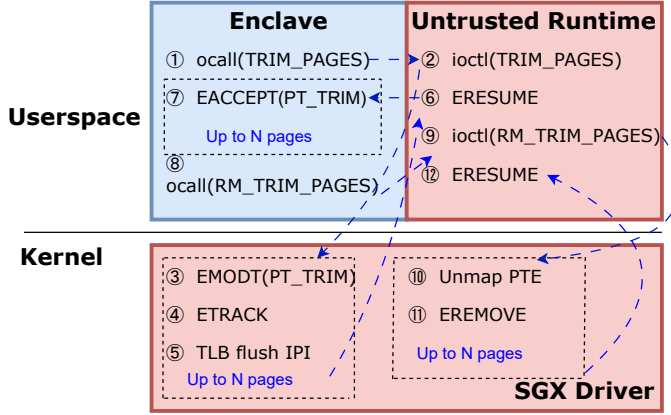 Enclave
Untrusted Runtime
Userspace
① ocall(TRIM_PAGES)
② ioctl(TRIM_PAGES)
⑦ EACCEPT(PT_TRIM)
⑥ ERESUME
Up to N pages
⑨ ioctl(RM_TRIM_PAGES)
⑧
ocall(RM_TRIM_PAGES)
⑫ ERESUME
Kernel
③ EMODT(PT_TRIM)
④ ETRACK
⑤ TLB flush IPI
Up to N pages
⑩ Unmap PTE
⑪ EREMOVE
Up to N pages
SGX Driver